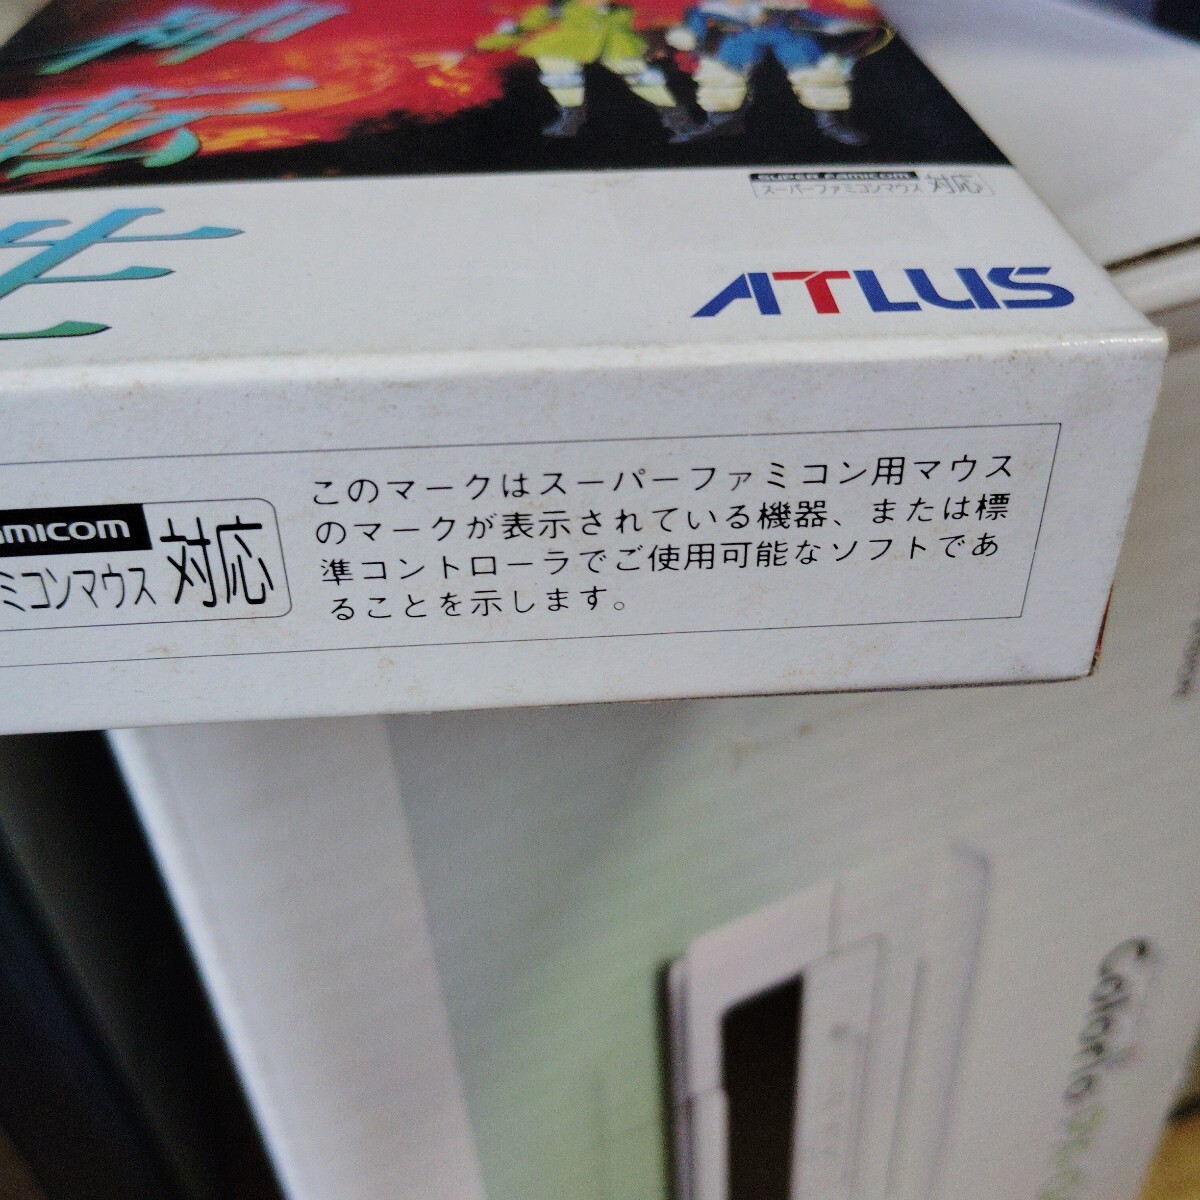 転生
SUPER FAMICOM
スーパーファミコンマウス 対応
ATLUS
このマークはスーパーファミコン用マウス
のマークが表示されている機器、または標
準コントローラでご使用可能なソフトであ
ることを示します。
AMICOM
ミコンマウス 対応